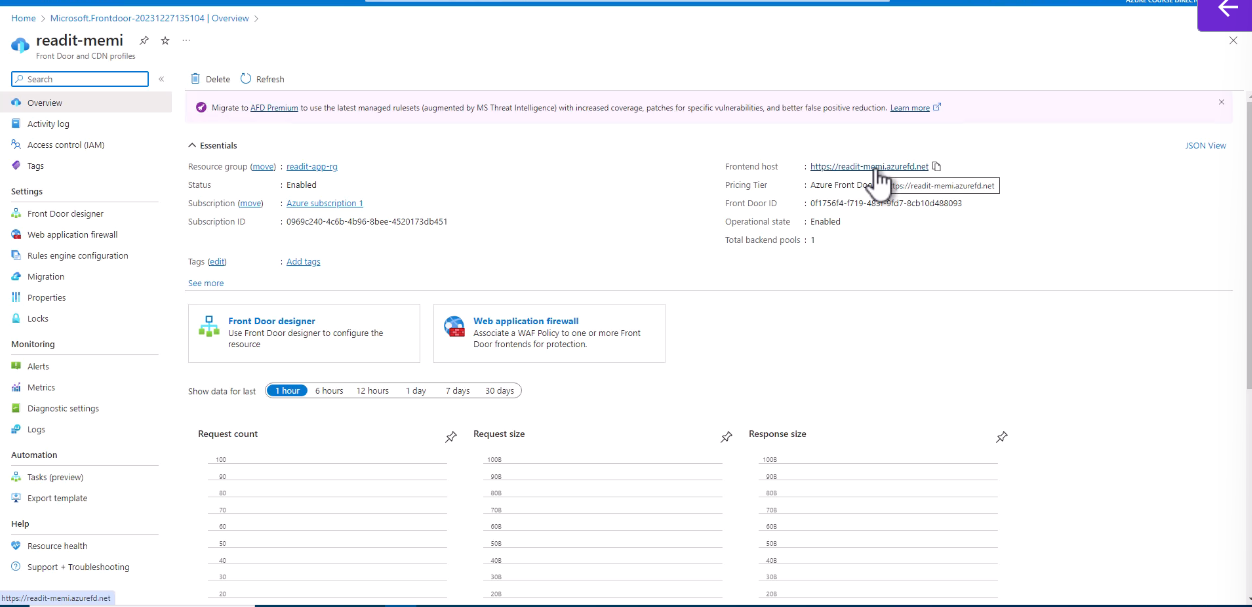 AZURE COURSE DIRECT
Home > Microsoft.Frontdoor-20231227135104 | Overview >
readit-memi
Front Door and CDN profiles
Search
Overview
Activity log
Access control (IAM)
Tags
Settings
Front Door designer
Web application firewall
Rules engine configuration
Migration
Properties
Locks
Monitoring
Alerts
Metrics
Diagnostic settings
Logs
Automation
Tasks (preview)
Export template
Help
Resource health
Support + Troubleshooting
https://readit-memi.azurefd.net
Delete Refresh
Migrate to AFD Premium to use the latest managed rulesets (augmented by MS Threat Intelligence) with increased coverage, patches for specific vulnerabilities, and better false positive reduction. Learn more
Essentials
JSON View
Resource group (move) : readit-app-rg
Status : Enabled
Subscription (move) : Azure subscription 1
Subscription ID : 0969c240-4c6b-4b96-8bee-4520173db451
Frontend host : https://readit-memi.azurefd.net
Pricing Tier : Azure Front Doo
ttps://readit-memi.azurefd.net
Front Door ID :
Operational state : Enabled
Total backend pools : 1
Tags (edit) : Add tags
See more
Front Door designer
Use Front Door designer to configure the
resource
Web application firewall
Associate a WAF Policy to one or more Front
Door frontends for protection.
Show data for last 1 hour 6 hours 12 hours 1 day 7 days 30 days
Request count
100
90
80
70
60
50
40
30
20
Request size
100B
90B
80B
70B
60B
50B
40B
30B
20B
Response size
100B
90B
80B
70B
60B
50B
40B
30B
20B